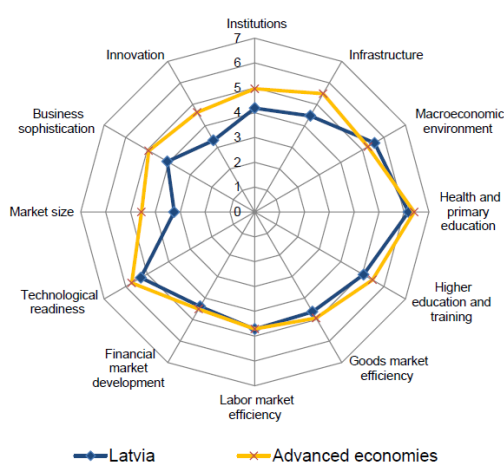 Institutions
7
6
5
4
3
2
1
0
Infrastructure
Macroeconomic
environment
Health and
primary
education
Higher
education and
training
Goods market
efficiency
Labor market
efficiency
Financial
market
development
Technological
readiness
Market size
Business
sophistication
Innovation
Latvia
Advanced economies